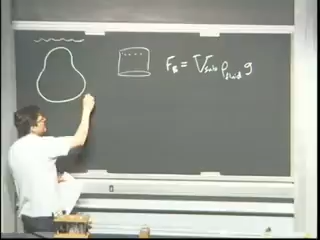 F_B = V_sub ρ_fluid g